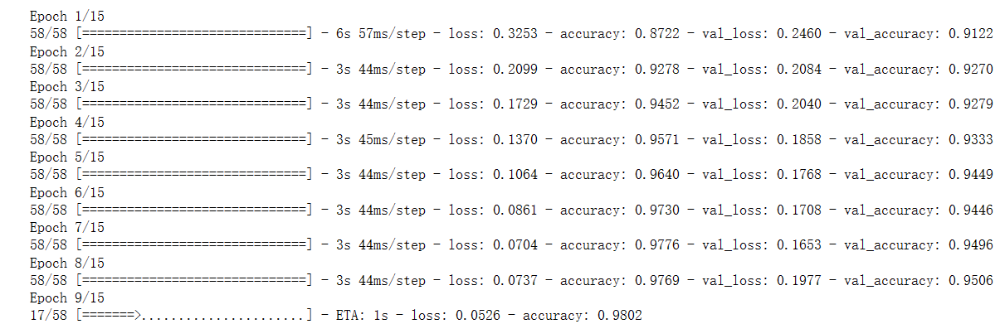 Epoch 1/15
58/58 [==============================] - 6s 57ms/step - loss: 0.3253 - accuracy: 0.8722 - val_loss: 0.2460 - val_accuracy: 0.9122
Epoch 2/15
58/58 [==============================] - 3s 44ms/step - loss: 0.2099 - accuracy: 0.9278 - val_loss: 0.2084 - val_accuracy: 0.9270
Epoch 3/15
58/58 [==============================] - 3s 44ms/step - loss: 0.1729 - accuracy: 0.9452 - val_loss: 0.2040 - val_accuracy: 0.9279
Epoch 4/15
58/58 [==============================] - 3s 45ms/step - loss: 0.1370 - accuracy: 0.9571 - val_loss: 0.1858 - val_accuracy: 0.9333
Epoch 5/15
58/58 [==============================] - 3s 44ms/step - loss: 0.1064 - accuracy: 0.9640 - val_loss: 0.1768 - val_accuracy: 0.9449
Epoch 6/15
58/58 [==============================] - 3s 44ms/step - loss: 0.0861 - accuracy: 0.9730 - val_loss: 0.1708 - val_accuracy: 0.9446
Epoch 7/15
58/58 [==============================] - 3s 44ms/step - loss: 0.0704 - accuracy: 0.9776 - val_loss: 0.1653 - val_accuracy: 0.9496
Epoch 8/15
58/58 [==============================] - 3s 44ms/step - loss: 0.0737 - accuracy: 0.9769 - val_loss: 0.1977 - val_accuracy: 0.9506
Epoch 9/15
17/58 [=======>......................] - ETA: 1s - loss: 0.0526 - accuracy: 0.9802